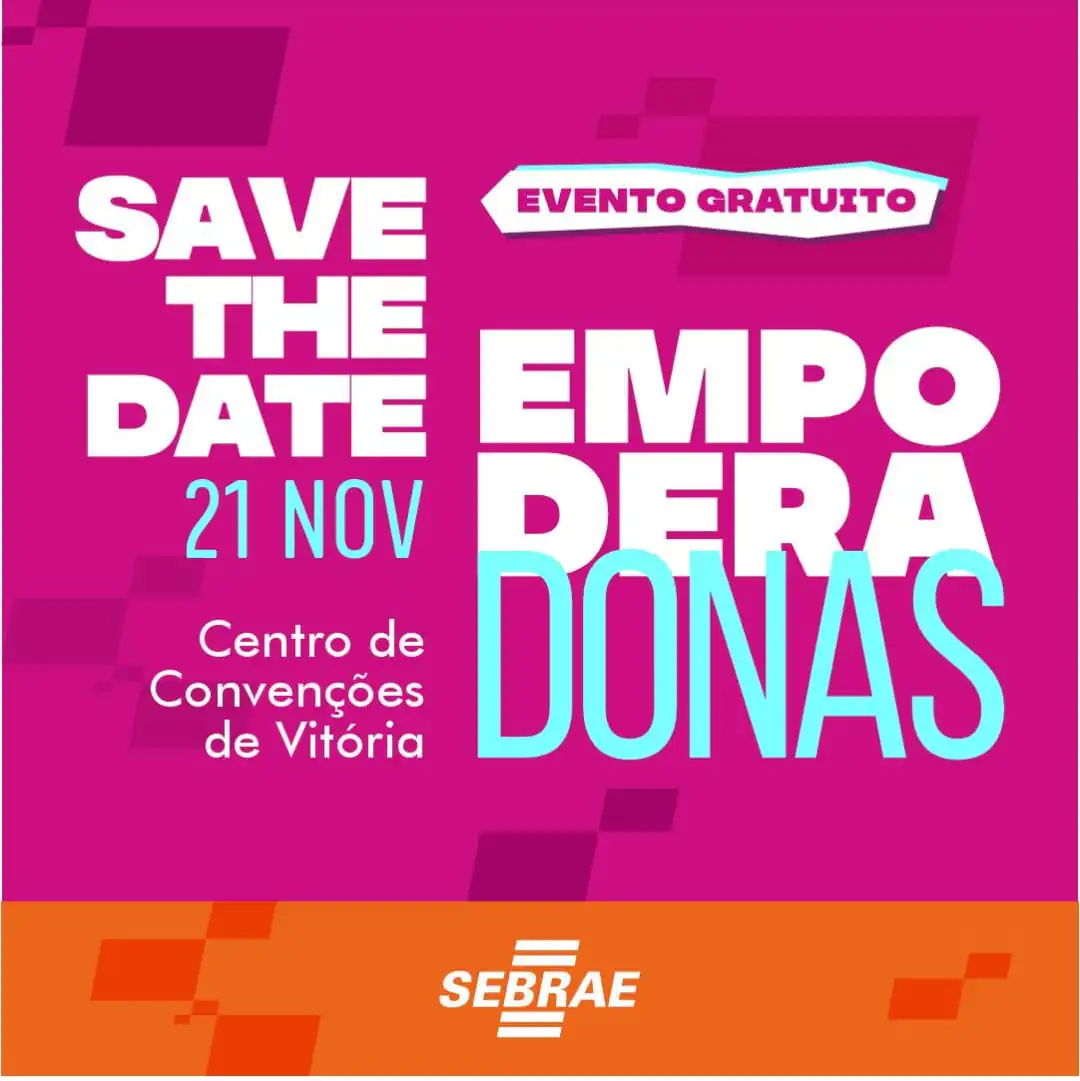 SAVE
THE
DATE
21 NOV
Centro de
Convenções
de Vitória
EVENTO GRATUITO
EMPO
DERA
DONAS
SEBRAE